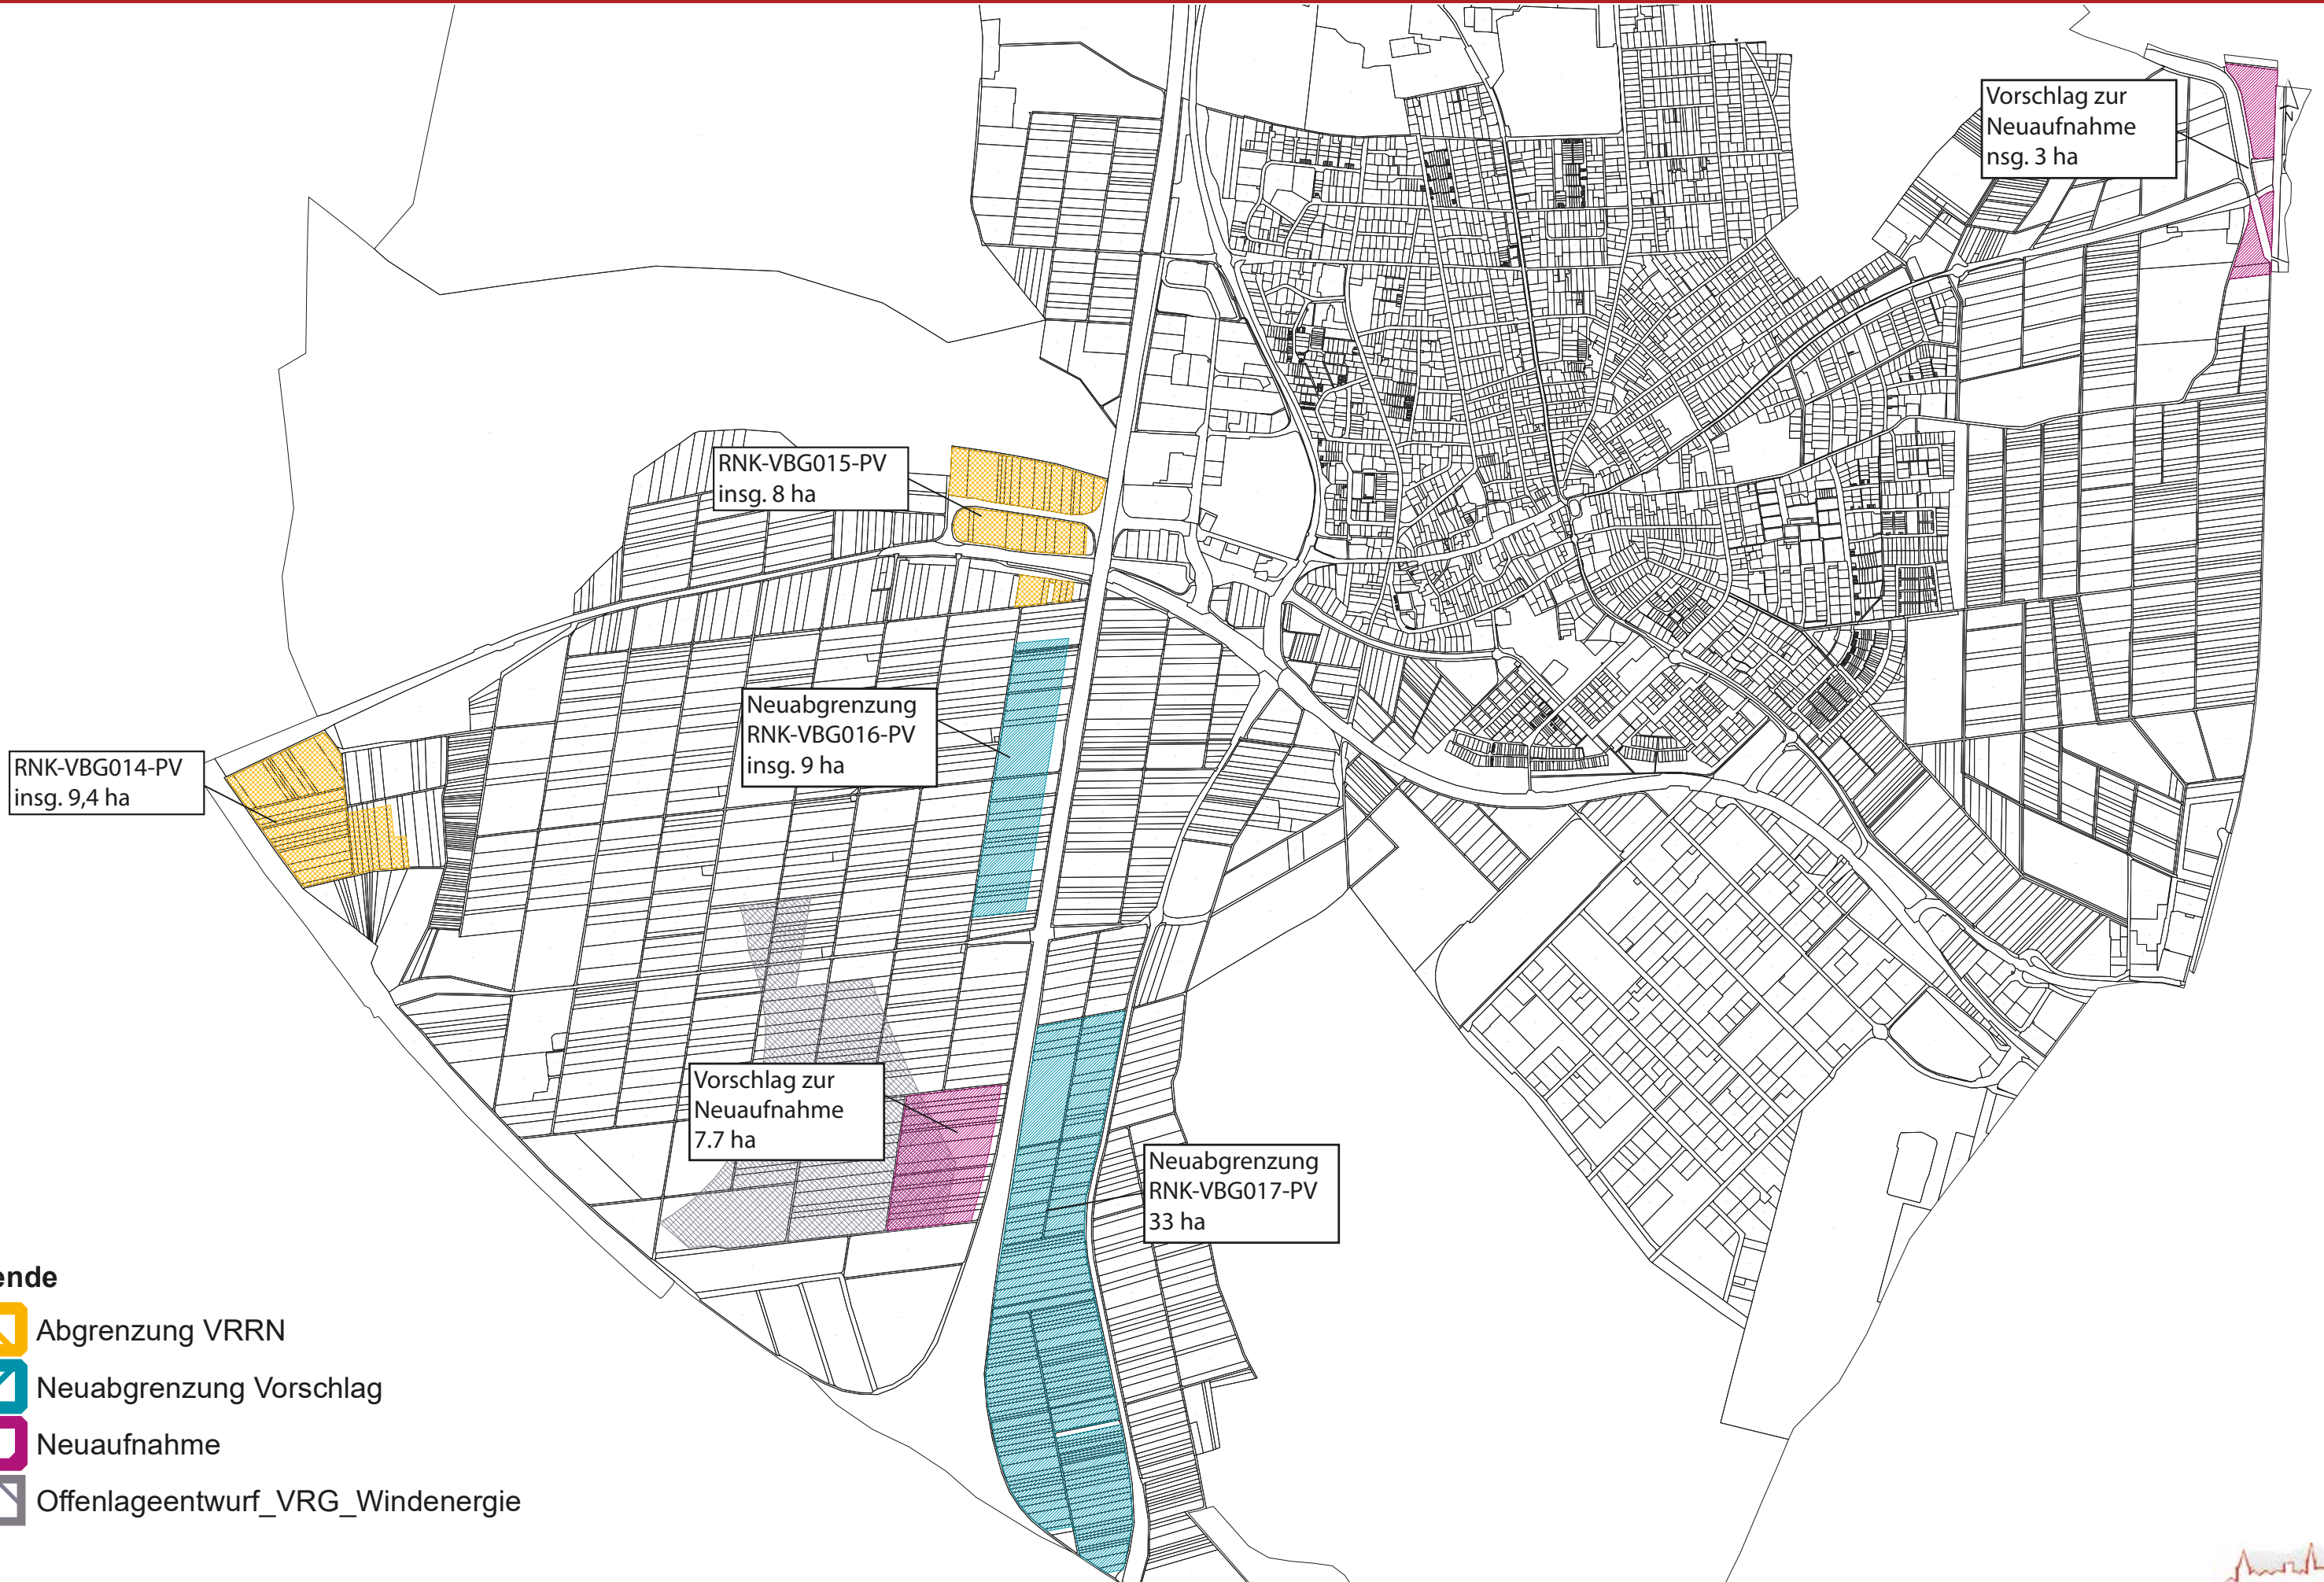 Vorschlag zur
Neuaufnahme
nsg. 3 ha
N
RNK-VBG015-PV
insg. 8 ha
Neuabgrenzung
RNK-VBG016-PV
insg. 9 ha
RNK-VBG014-PV
insg. 9,4 ha
Vorschlag zur
Neuaufnahme
7.7 ha
Neuabgrenzung
RNK-VBG017-PV
33 ha
ende
Abgrenzung VRRN
Neuabgrenzung Vorschlag
Neuaufnahme
Offenlageentwurf_VRG_Windenergie